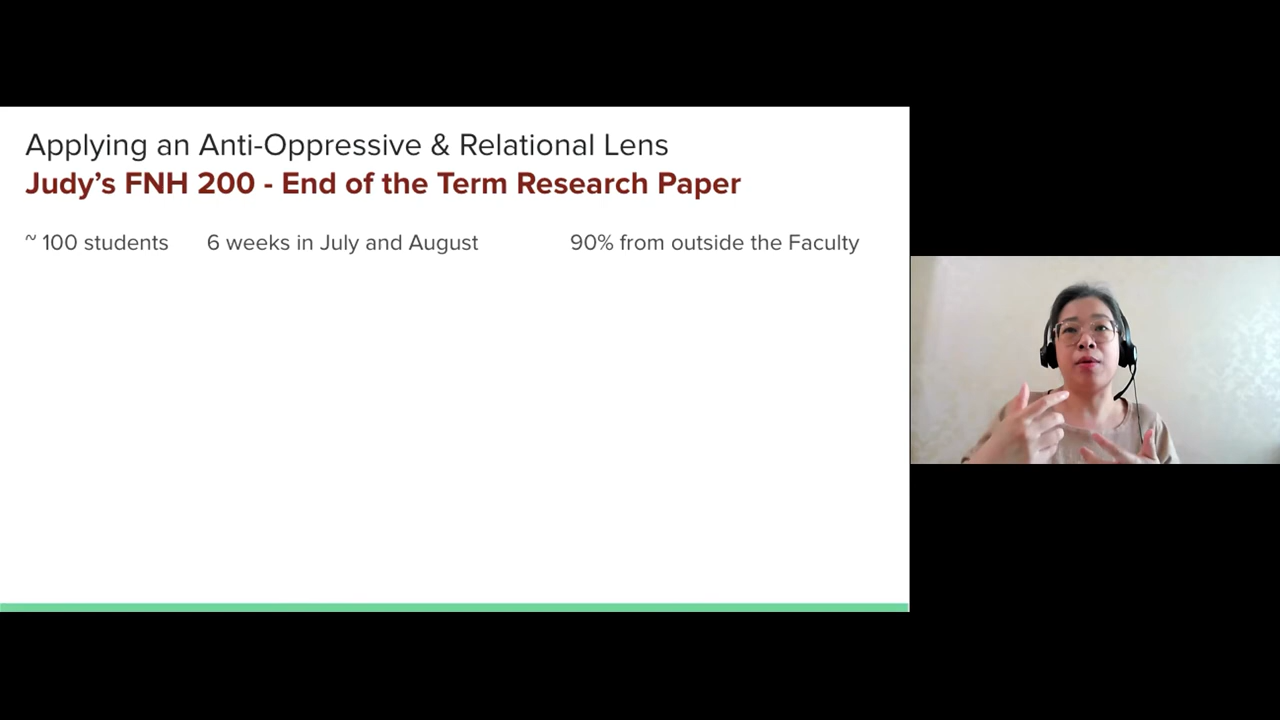 Applying an Anti-Oppressive & Relational Lens
Judy’s FNH 200 - End of the Term Research Paper
~ 100 students 6 weeks in July and August 90% from outside the Faculty